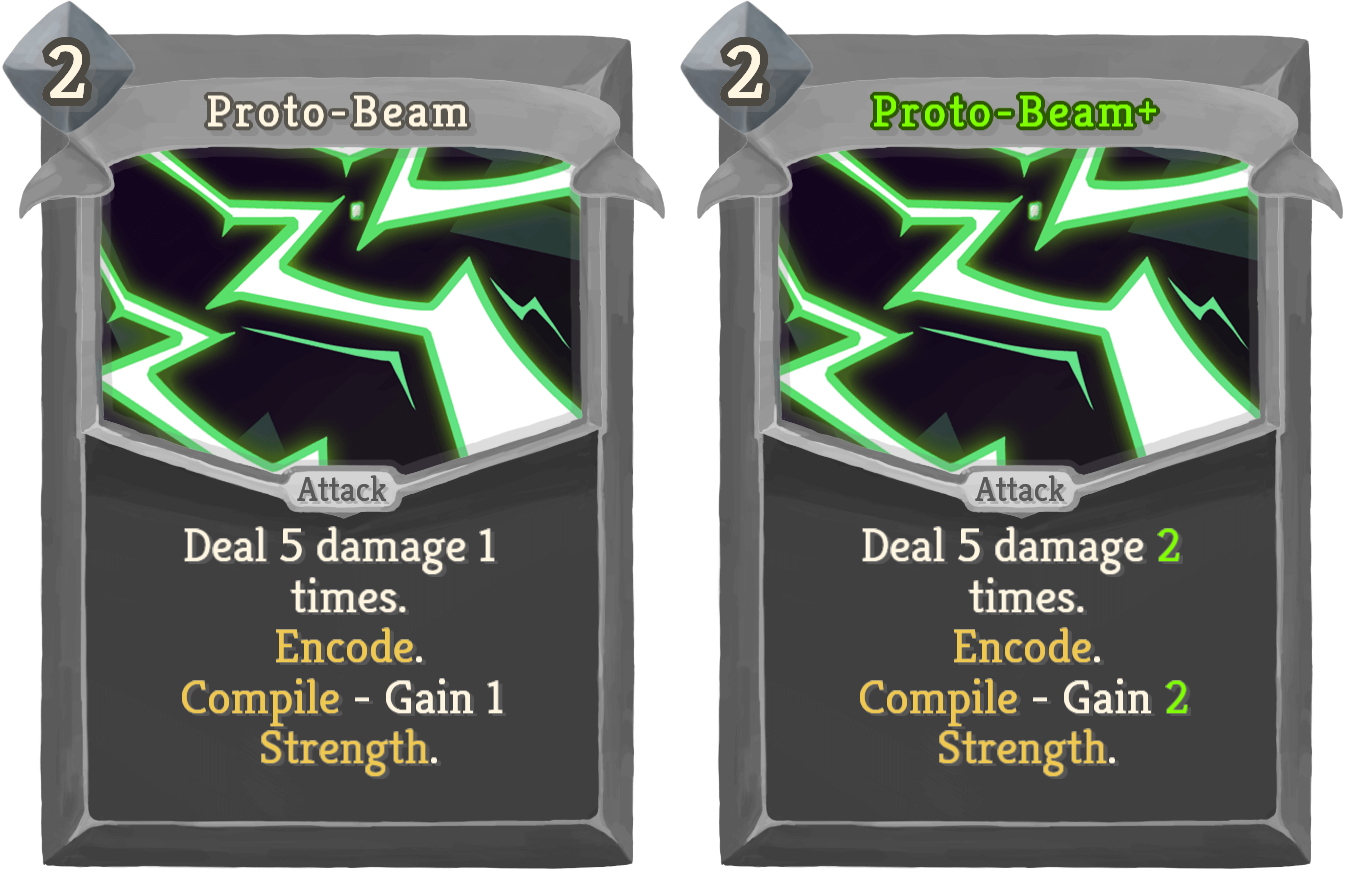 2
Proto-Beam
Attack
Deal 5 damage 1
times.
Encode.
Compile - Gain 1
Strength.
2
Proto-Beam+
Attack
Deal 5 damage 2
times.
Encode.
Compile - Gain 2
Strength.